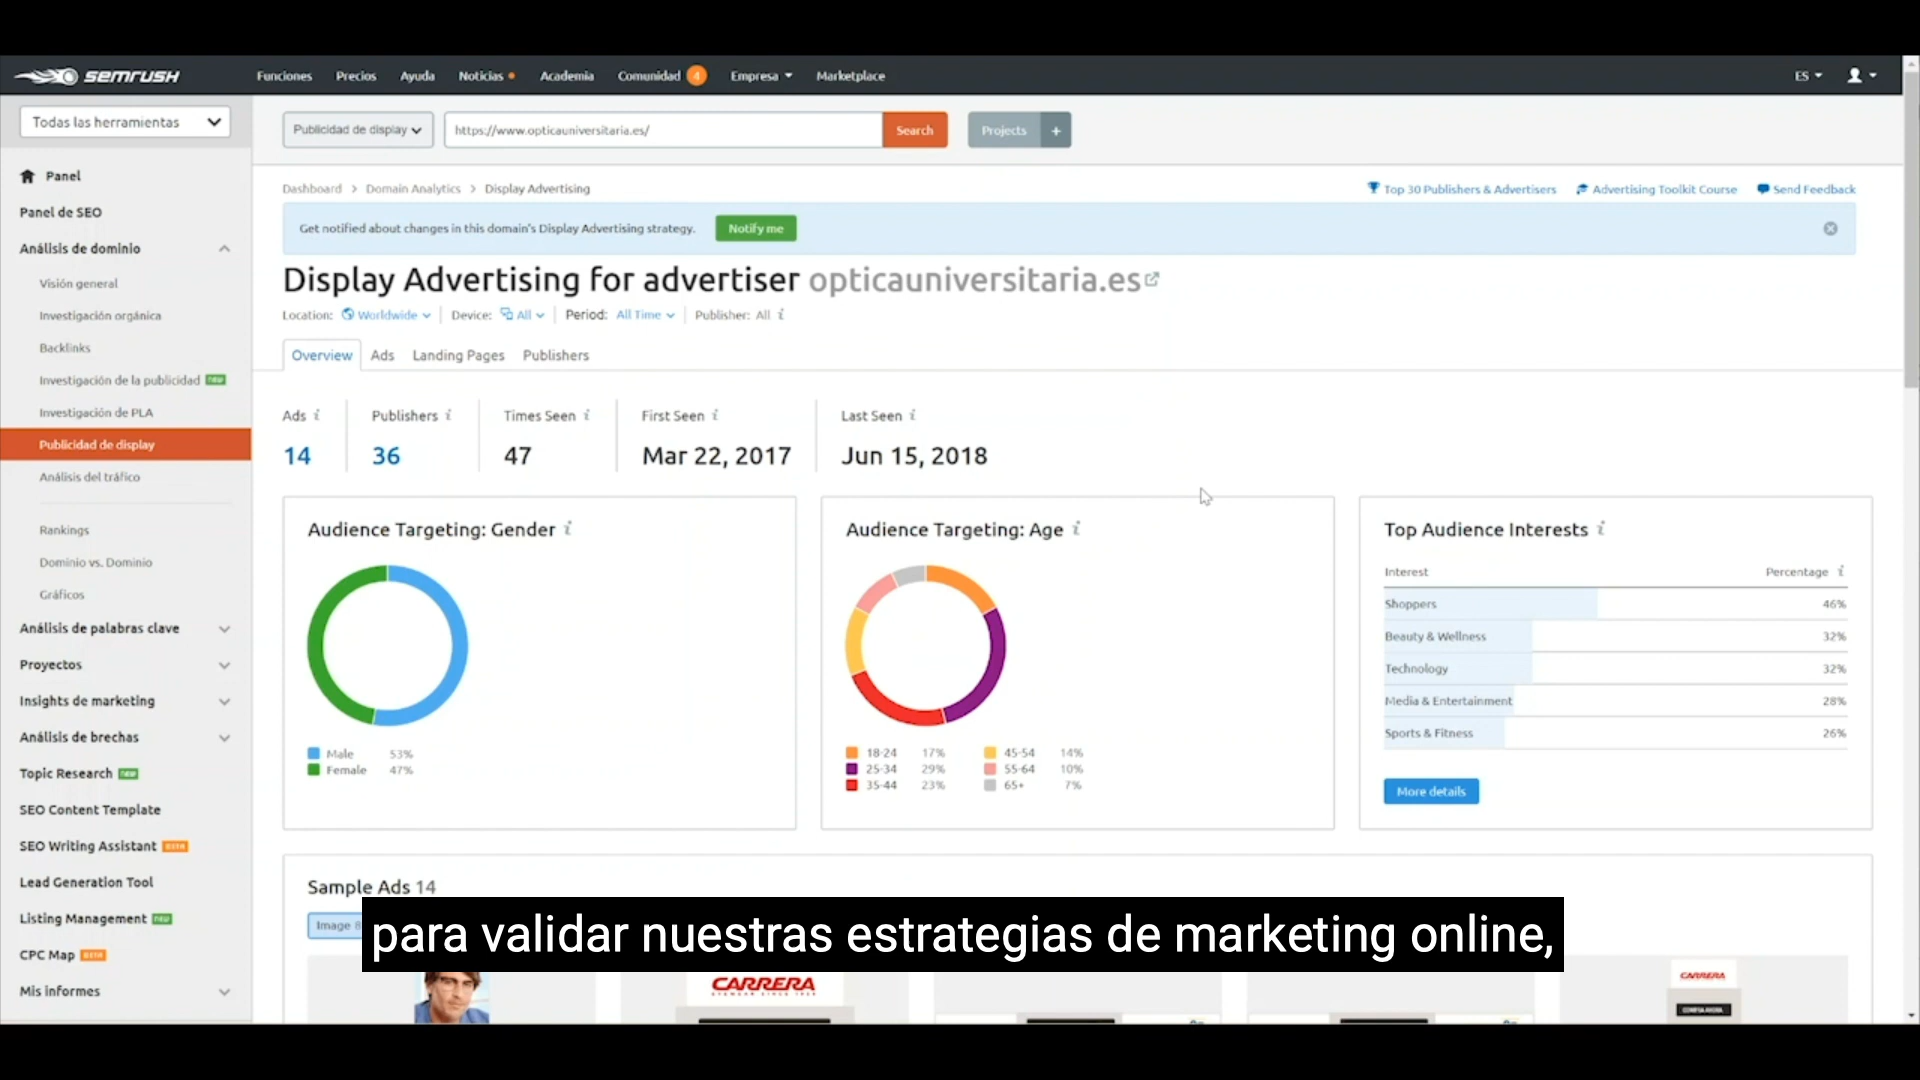 semrush
Funciones Precios Ayuda Noticias Academia Comunidad 4 Empresa Marketplace ES
Todas las herramientas
Publicidad de display https://www.opticauniversitaria.es/ Search Projects +
Panel
Panel de SEO
Análisis de dominio
Visión general
Investigación orgánica
Backlinks
Investigación de la publicidad new
Investigación de PLA
Publicidad de display
Análisis del tráfico
Rankings
Dominio vs. Dominio
Gráficos
Análisis de palabras clave
Proyectos
Insights de marketing
Análisis de brechas
Topic Research new
SEO Content Template
SEO Writing Assistant BETA
Lead Generation Tool
Listing Management new
CPC Map BETA
Mis informes
Dashboard > Domain Analytics > Display Advertising
Top 30 Publishers & Advertisers Advertising Toolkit Course Send Feedback
Get notified about changes in this domain's Display Advertising strategy. Notify me
Display Advertising for advertiser opticauniversitaria.es
Location: Worldwide Device: All Period: All Time Publisher: All i
Overview Ads Landing Pages Publishers
Ads i Publishers i Times Seen i First Seen i Last Seen i
14 36 47 Mar 22, 2017 Jun 15, 2018
Audience Targeting: Gender i
Male 53%
Female 47%
Audience Targeting: Age i
18-24 17% 45-54 14%
25-34 29% 55-64 10%
35-44 23% 65+ 7%
Top Audience Interests i
Interest Percentage i
Shoppers 46%
Beauty & Wellness 32%
Technology 32%
Media & Entertainment 28%
Sports & Fitness 26%
More details
Sample Ads 14
Image
para validar nuestras estrategias de marketing online,
CARRERA
CARRERA